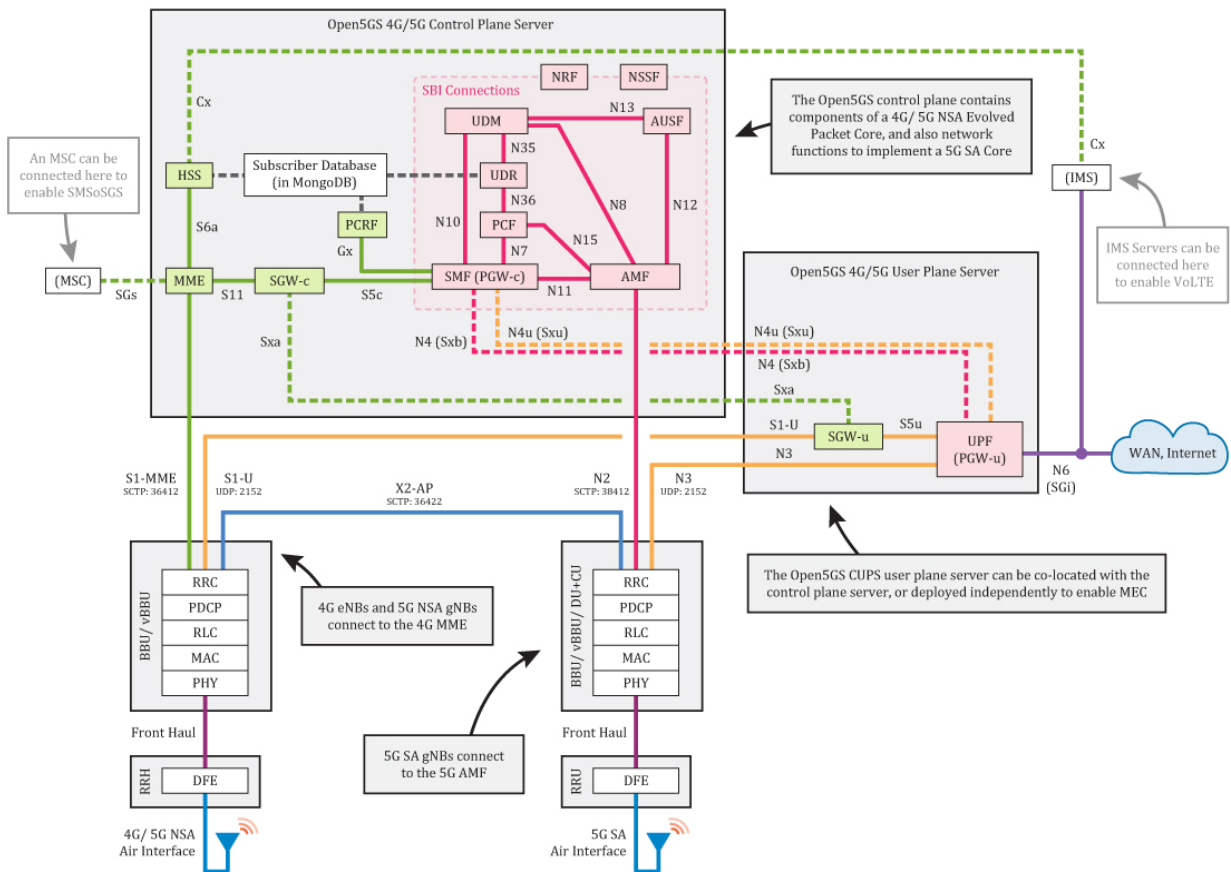 Open5GS 4G/5G Control Plane Server
Cx
NRF
NSSF
SBI Connections
N13
UDM
AUSF
The Open5GS control plane contains
components of a 4G/ 5G NSA Evolved
Packet Core, and also network
functions to implement a 5G SA Core
Cx
An MSC can be
connected here to
enable SMSoSGS
N35
HSS
Subscriber Database
(in MongoDB)
UDR
(IMS)
N36
N10
N8
N12
S6a
PCRF
PCF
N15
Gx
N7
IMS Servers can be
connected here
to enable VoLTE
Open5GS 4G/5G User Plane Server
(MSC)
SGs
MME
S11
SGW-c
S5c
SMF (PGW-c)
N11
AMF
Sxa
N4 (Sxb)
N4u (Sxu)
N4u (Sxu)
N4 (Sxb)
Sxa
S1-U
SGW-u
S5u
UPF
(PGW-u)
N3
WAN, Internet
N6
(SGi)
S1-MME
SCTP: 36412
S1-U
UDP: 2152
X2-AP
SCTP: 36422
N2
SCTP: 38412
N3
UDP: 2152
BBU/ vBBU
RRC
PDCP
RLC
MAC
PHY
4G eNBs and 5G NSA gNBs
connect to the 4G MME
BBU/ vBBU/ DU+CU
RRC
PDCP
RLC
MAC
PHY
The Open5GS CUPS user plane server can be co-located with the
control plane server, or deployed independently to enable MEC
Front Haul
Front Haul
5G SA gNBs connect
to the 5G AMF
RRH
DFE
RRU
DFE
4G/ 5G NSA
Air Interface
5G SA
Air Interface